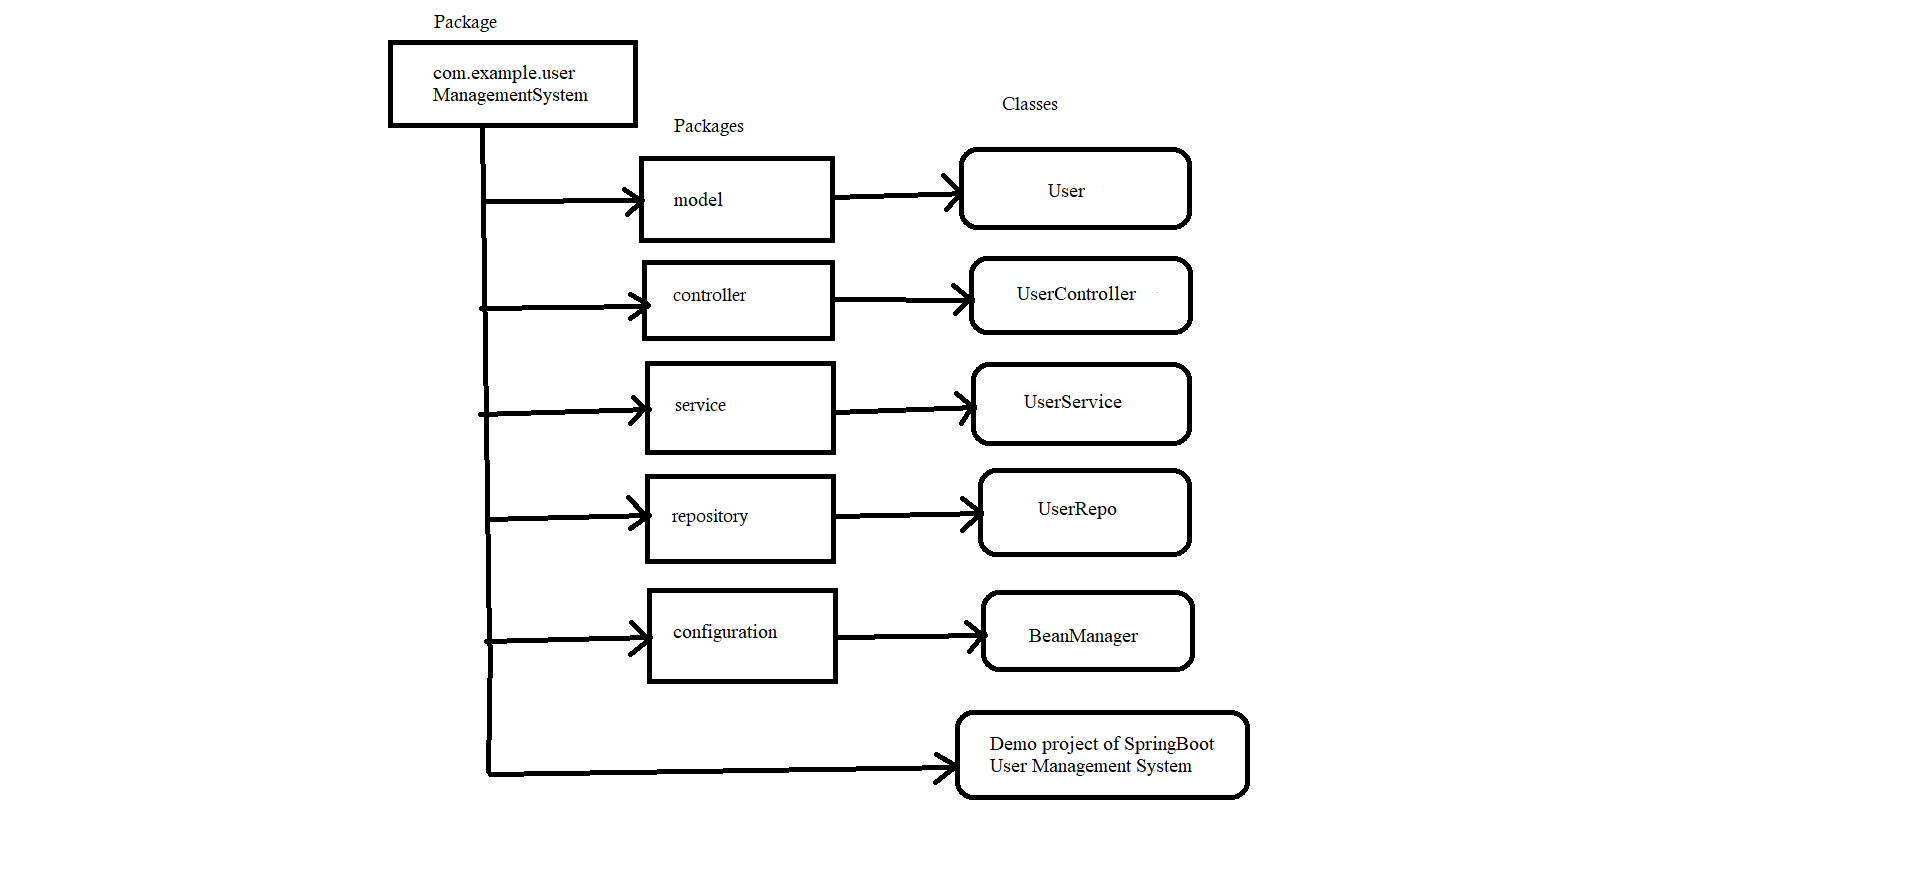 Package
com.example.user
ManagementSystem
Packages
Classes
model
User
controller
UserController
service
UserService
repository
UserRepo
configuration
BeanManager
Demo project of SpringBoot
User Management System